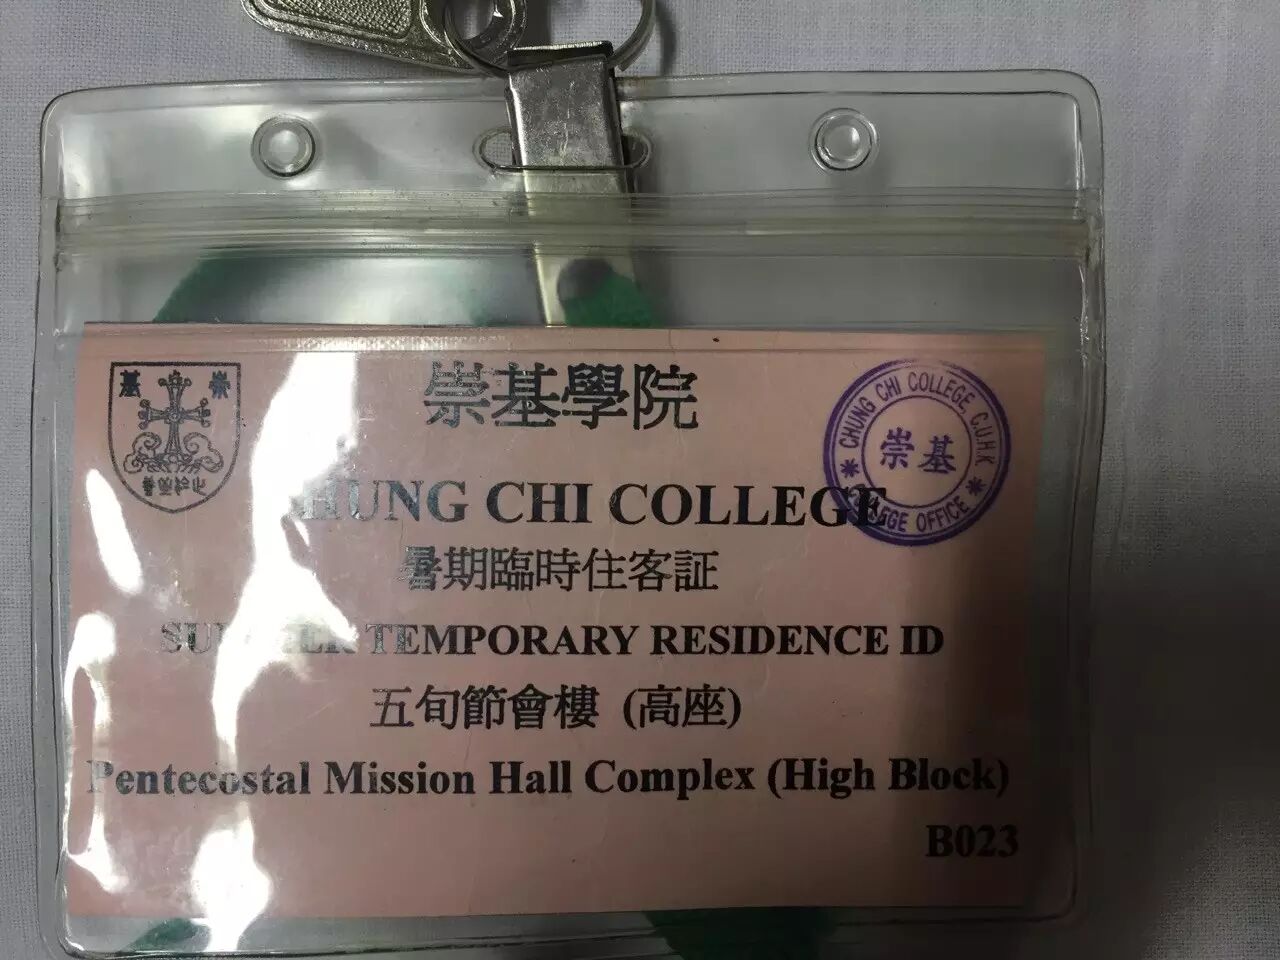 基 崇
崇基學院
CHUNG CHI COLLEGE, C.U.H.K
崇基
COLLEGE OFFICE
CHUNG CHI COLLEGE
暑期臨時住客証
SUMMER TEMPORARY RESIDENCE ID
五旬節會樓 (高座)
Pentecostal Mission Hall Complex (High Block)
B023